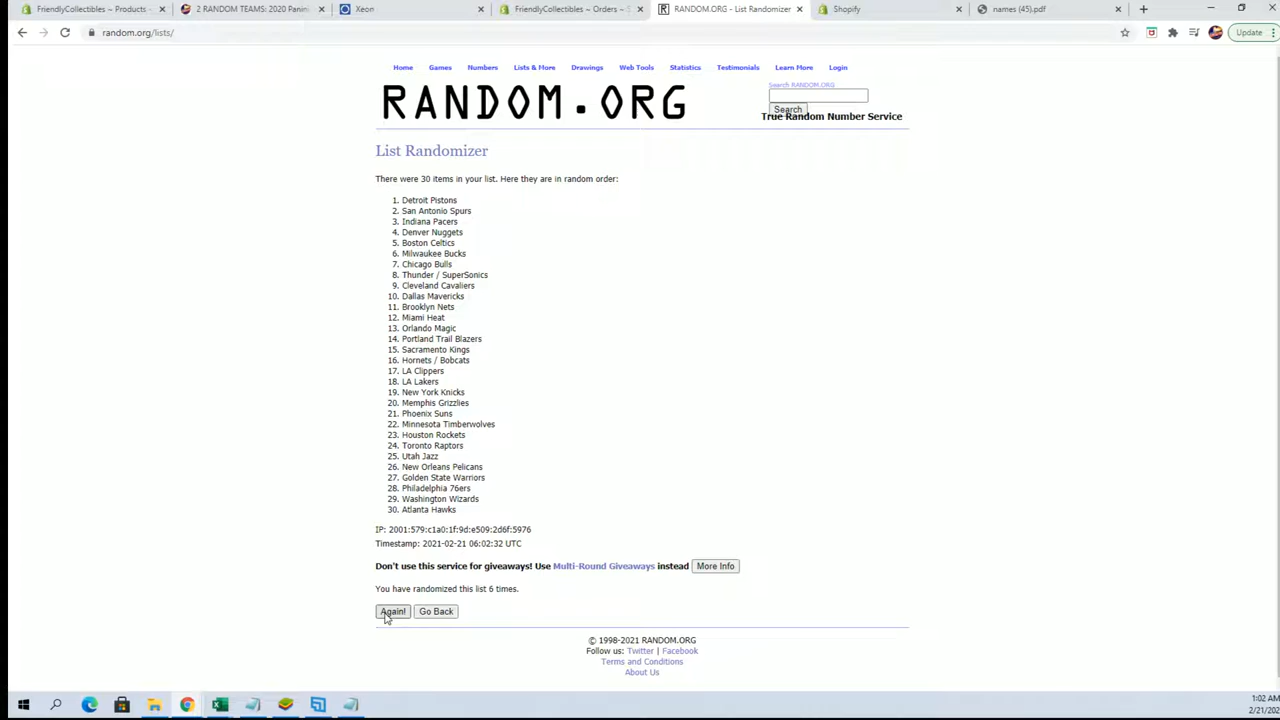 FriendlyCollectibles ~ Products ~
2 RANDOM TEAMS: 2020 Panin
Xeon
FriendlyCollectibles ~ Orders ~ S
RANDOM.ORG - List Randomizer
Shopify
names (45).pdf
random.org/lists/
Update
Home Games Numbers Lists & More Drawings Web Tools Statistics Testimonials Learn More Login
Search RANDOM.ORG
RANDOM.ORG
Search
True Random Number Service
List Randomizer
There were 30 items in your list. Here they are in random order:
1. Detroit Pistons
2. San Antonio Spurs
3. Indiana Pacers
4. Denver Nuggets
5. Boston Celtics
6. Milwaukee Bucks
7. Chicago Bulls
8. Thunder / SuperSonics
9. Cleveland Cavaliers
10. Dallas Mavericks
11. Brooklyn Nets
12. Miami Heat
13. Orlando Magic
14. Portland Trail Blazers
15. Sacramento Kings
16. Hornets / Bobcats
17. LA Clippers
18. LA Lakers
19. New York Knicks
20. Memphis Grizzlies
21. Phoenix Suns
22. Minnesota Timberwolves
23. Houston Rockets
24. Toronto Raptors
25. Utah Jazz
26. New Orleans Pelicans
27. Golden State Warriors
28. Philadelphia 76ers
29. Washington Wizards
30. Atlanta Hawks
IP: 2001:579:c1a0:1f:9d:e509:2d6f:5976
Timestamp: 2021-02-21 06:02:32 UTC
Don't use this service for giveaways! Use Multi-Round Giveaways instead More Info
You have randomized this list 6 times.
Again! Go Back
© 1998-2021 RANDOM.ORG
Follow us: Twitter | Facebook
Terms and Conditions
About Us
1:02 AM
2/21/202